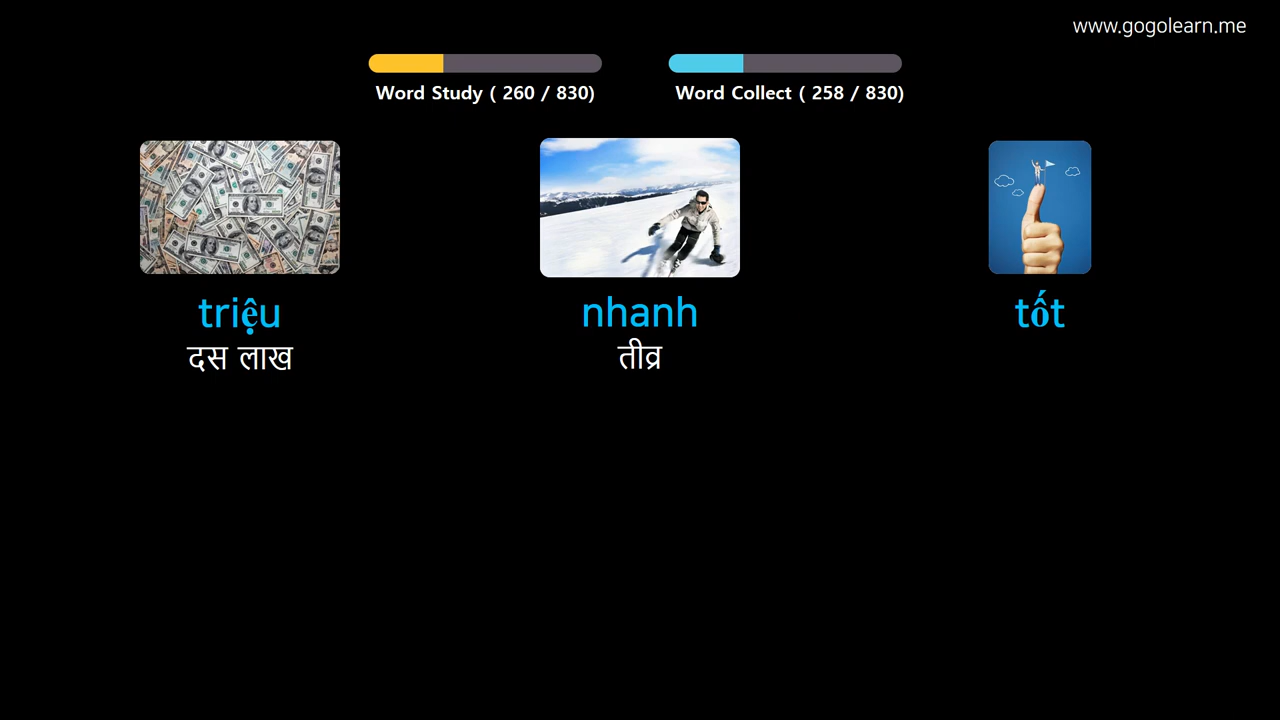 www.gogolearn.me
Word Study ( 260 / 830)
Word Collect ( 258 / 830)
triệu
दस लाख
nhanh
तीव्र
tốt